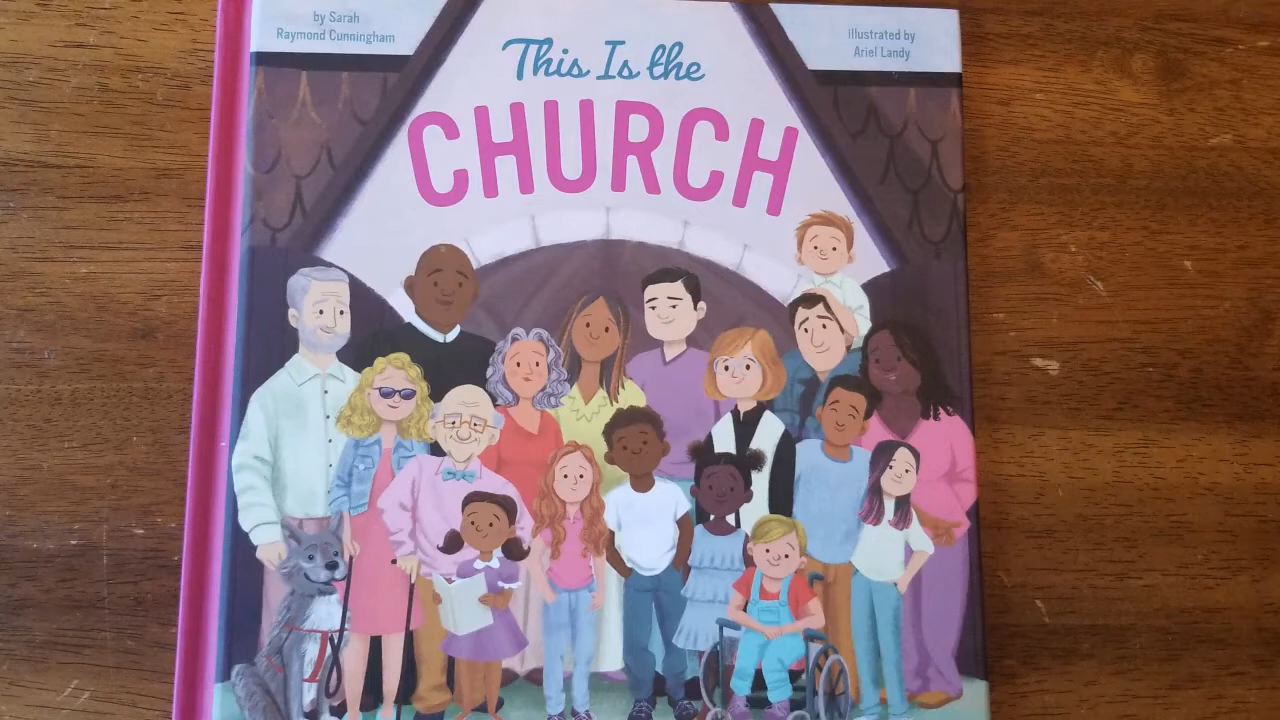 by Sarah
Raymond Cunningham
illustrated by
Ariel Landy
This Is the
CHURCH